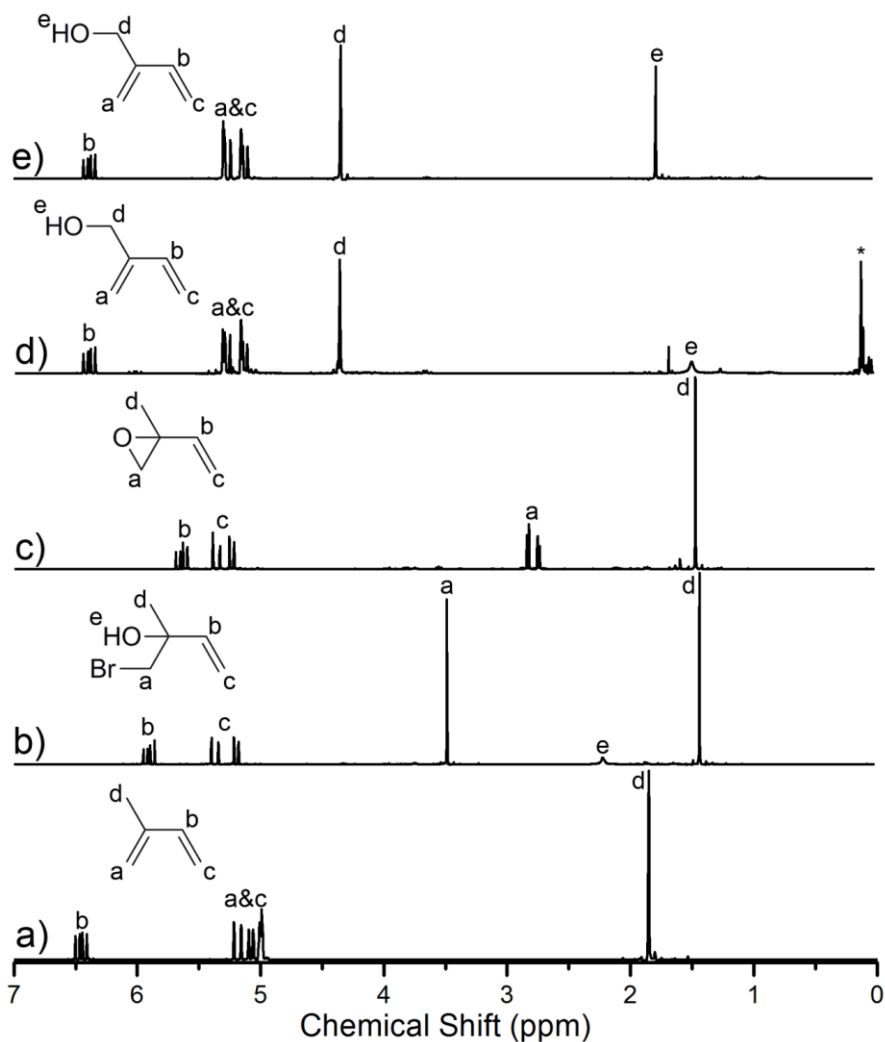 e HO d
b
a c
b a&c d e
e)
e HO d
b
a c
b a&c d e *
d)
d
O b
a c
b c a d
c)
d
e HO b
Br
a c
b c a e d
b)
d
b
a c
b a&c d
a)
7 6 5 4 3 2 1 0
Chemical Shift (ppm)